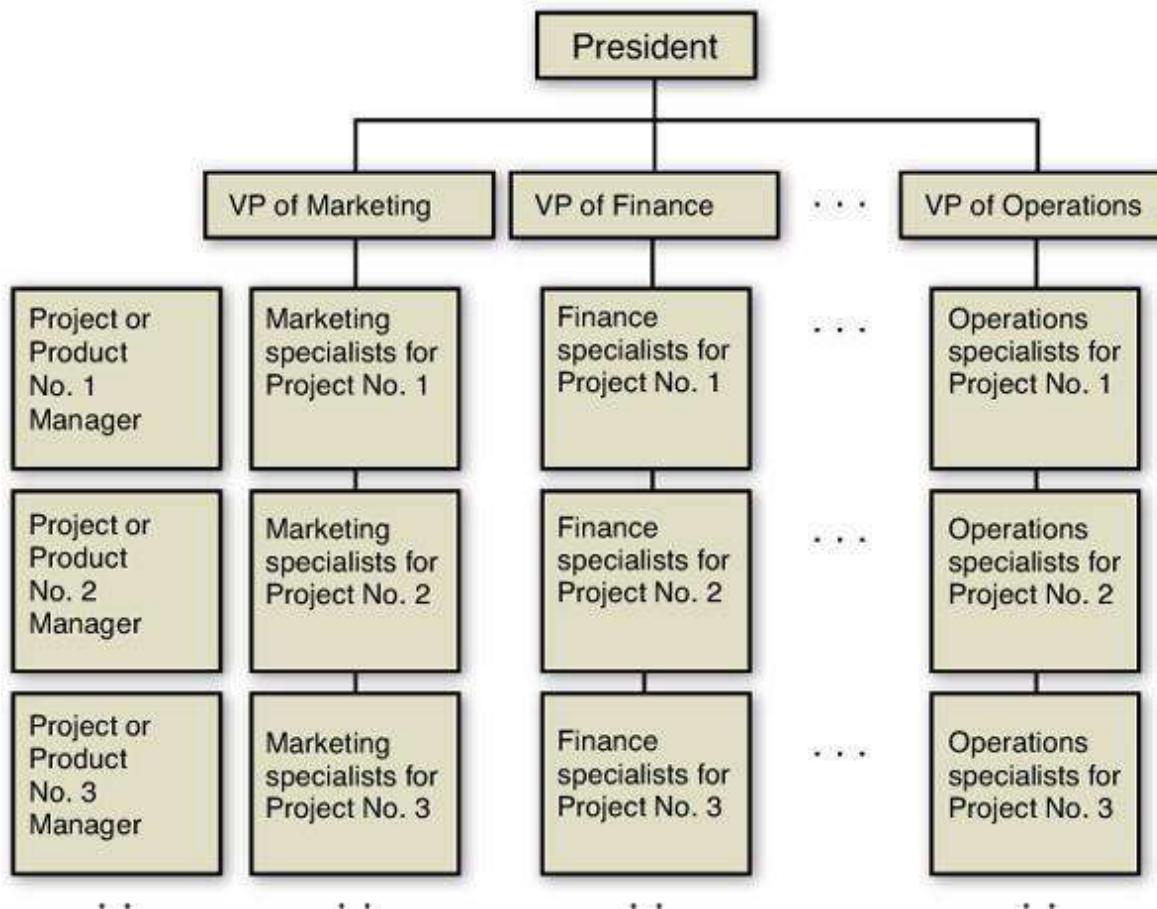 President
VP of Marketing
VP of Finance
. . .
VP of Operations
Project or
Product
No. 1
Manager
Marketing
specialists for
Project No. 1
Finance
specialists for
Project No. 1
. . .
Operations
specialists for
Project No. 1
Project or
Product
No. 2
Manager
Marketing
specialists for
Project No. 2
Finance
specialists for
Project No. 2
. . .
Operations
specialists for
Project No. 2
Project or
Product
No. 3
Manager
Marketing
specialists for
Project No. 3
Finance
specialists for
Project No. 3
. . .
Operations
specialists for
Project No. 3